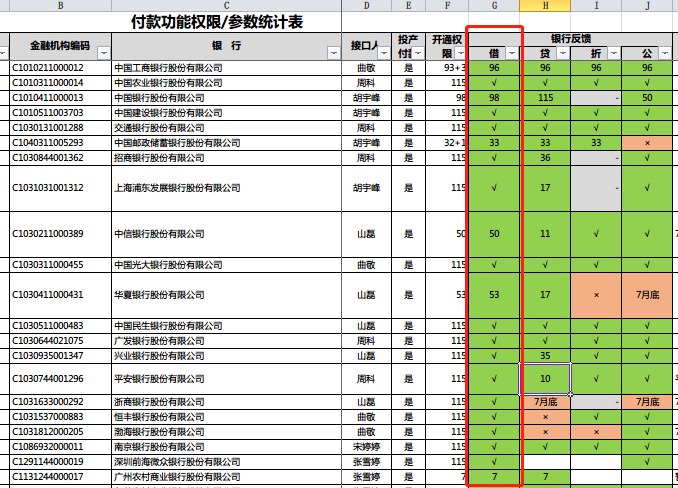 B C D E F G H I J
付款功能权限/参数统计表
金融机构编码 银 行 接口人 投产 开通权限 银行反馈
借 贷 折 公
C1010211000012 中国工商银行股份有限公司 曲敬 是 93+3 96 96 96 96
C1010311000014 中国农业银行股份有限公司 周科 是 115 √ √ √ √
C1010411000013 中国银行股份有限公司 胡宇峰 是 98 98 115 - 50
C1010511003703 中国建设银行股份有限公司 胡宇峰 是 115 √ √ √ √
C1030131001288 交通银行股份有限公司 周科 是 115 √ √ √ √
C1040311005293 中国邮政储蓄银行股份有限公司 胡宇峰 是 32+1 33 33 33 ×
C1030844001362 招商银行股份有限公司 周科 是 115 √ 36 - √
C1031031001312 上海浦东发展银行股份有限公司 胡宇峰 是 115 √ 17 - √
C1030211000389 中信银行股份有限公司 山磊 是 50 50 11 √ √
C1030311000455 中国光大银行股份有限公司 曲敬 是 115 √ √ √ √
C1030411000431 华夏银行股份有限公司 山磊 是 53 53 17 × 7月底
C1030511000483 中国民生银行股份有限公司 山磊 是 115 √ √ √ √
C1030644021075 广发银行股份有限公司 周科 是 115 √ √ √ √
C1030935001347 兴业银行股份有限公司 山磊 是 115 √ 35 √ √
C1030744001296 平安银行股份有限公司 周科 是 115 √ 10 √ √
C1031633000292 浙商银行股份有限公司 山磊 是 115 √ 7月底 - 7月底
C1031537000883 恒丰银行股份有限公司 曲敬 是 115 √ × √ √
C1031812000205 渤海银行股份有限公司 曲敬 是 115 √ × × √
C1086932000011 南京银行股份有限公司 宋婷婷 是 115 √ √ √ √
C1291144000019 深圳前海微众银行股份有限公司 张雪婷 是 115 √ √
C1131244000017 广州农村商业银行股份有限公司 张雪婷 是 7 7 7